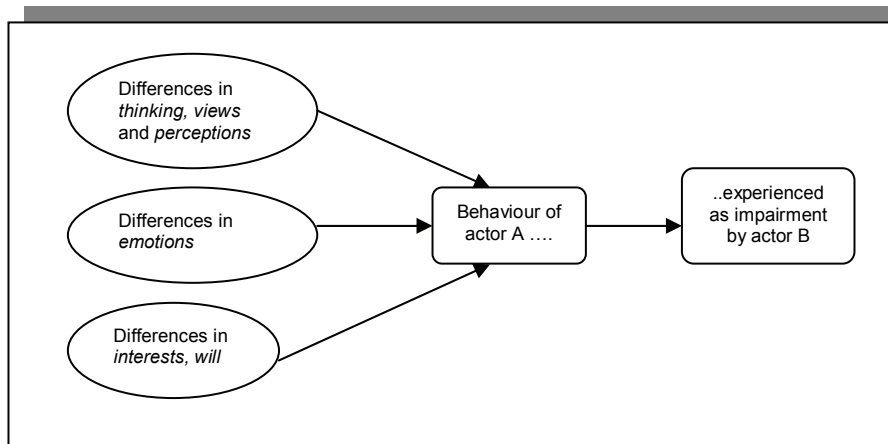 Differences in
thinking, views
and perceptions
Differences in
emotions
Differences in
interests, will
Behaviour of
actor A ....
..experienced
as impairment
by actor B